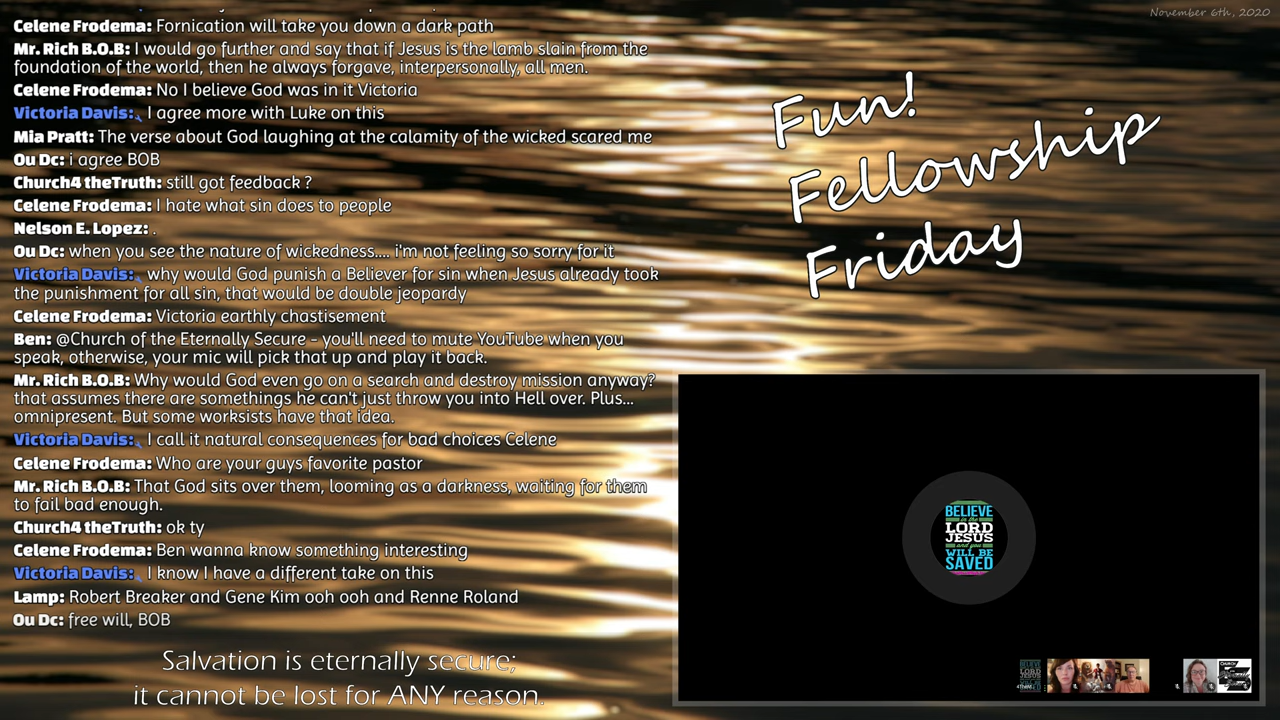 November 6th, 2020
Celene Frodema: Fornication will take you down a dark path
Mr. Rich B.O.B: I would go further and say that if Jesus is the lamb slain from the
foundation of the world, then he always forgave, interpersonally, all men.
Celene Frodema: No I believe God was in it Victoria
Victoria Davis: I agree more with Luke on this
Mia Pratt: The verse about God laughing at the calamity of the wicked scared me
Ou Dc: i agree BOB
Church4 theTruth: still got feedback ?
Celene Frodema: I hate what sin does to people
Nelson E. Lopez: .
Ou Dc: when you see the nature of wickedness.... i'm not feeling so sorry for it
Victoria Davis: why would God punish a Believer for sin when Jesus already took
the punishment for all sin, that would be double jeopardy
Celene Frodema: Victoria earthly chastisement
Ben: @Church of the Eternally Secure - you'll need to mute YouTube when you
speak, otherwise, your mic will pick that up and play it back.
Mr. Rich B.O.B: Why would God even go on a search and destroy mission anyway?
that assumes there are somethings he can't just throw you into Hell over. Plus...
omnipresent. But some worksists have that idea.
Victoria Davis: I call it natural consequences for bad choices Celene
Celene Frodema: Who are your guys favorite pastor
Mr. Rich B.O.B: That God sits over them, looming as a darkness, waiting for them
to fail bad enough.
Church4 theTruth: ok ty
Celene Frodema: Ben wanna know something interesting
Victoria Davis: I know I have a different take on this
Lamp: Robert Breaker and Gene Kim ooh ooh and Renne Roland
Ou Dc: free will, BOB
Salvation is eternally secure;
it cannot be lost for ANY reason.
Fun!
Fellowship
Friday
BELIEVE
in the
LORD
JESUS
and you
WILL BE
SAVED